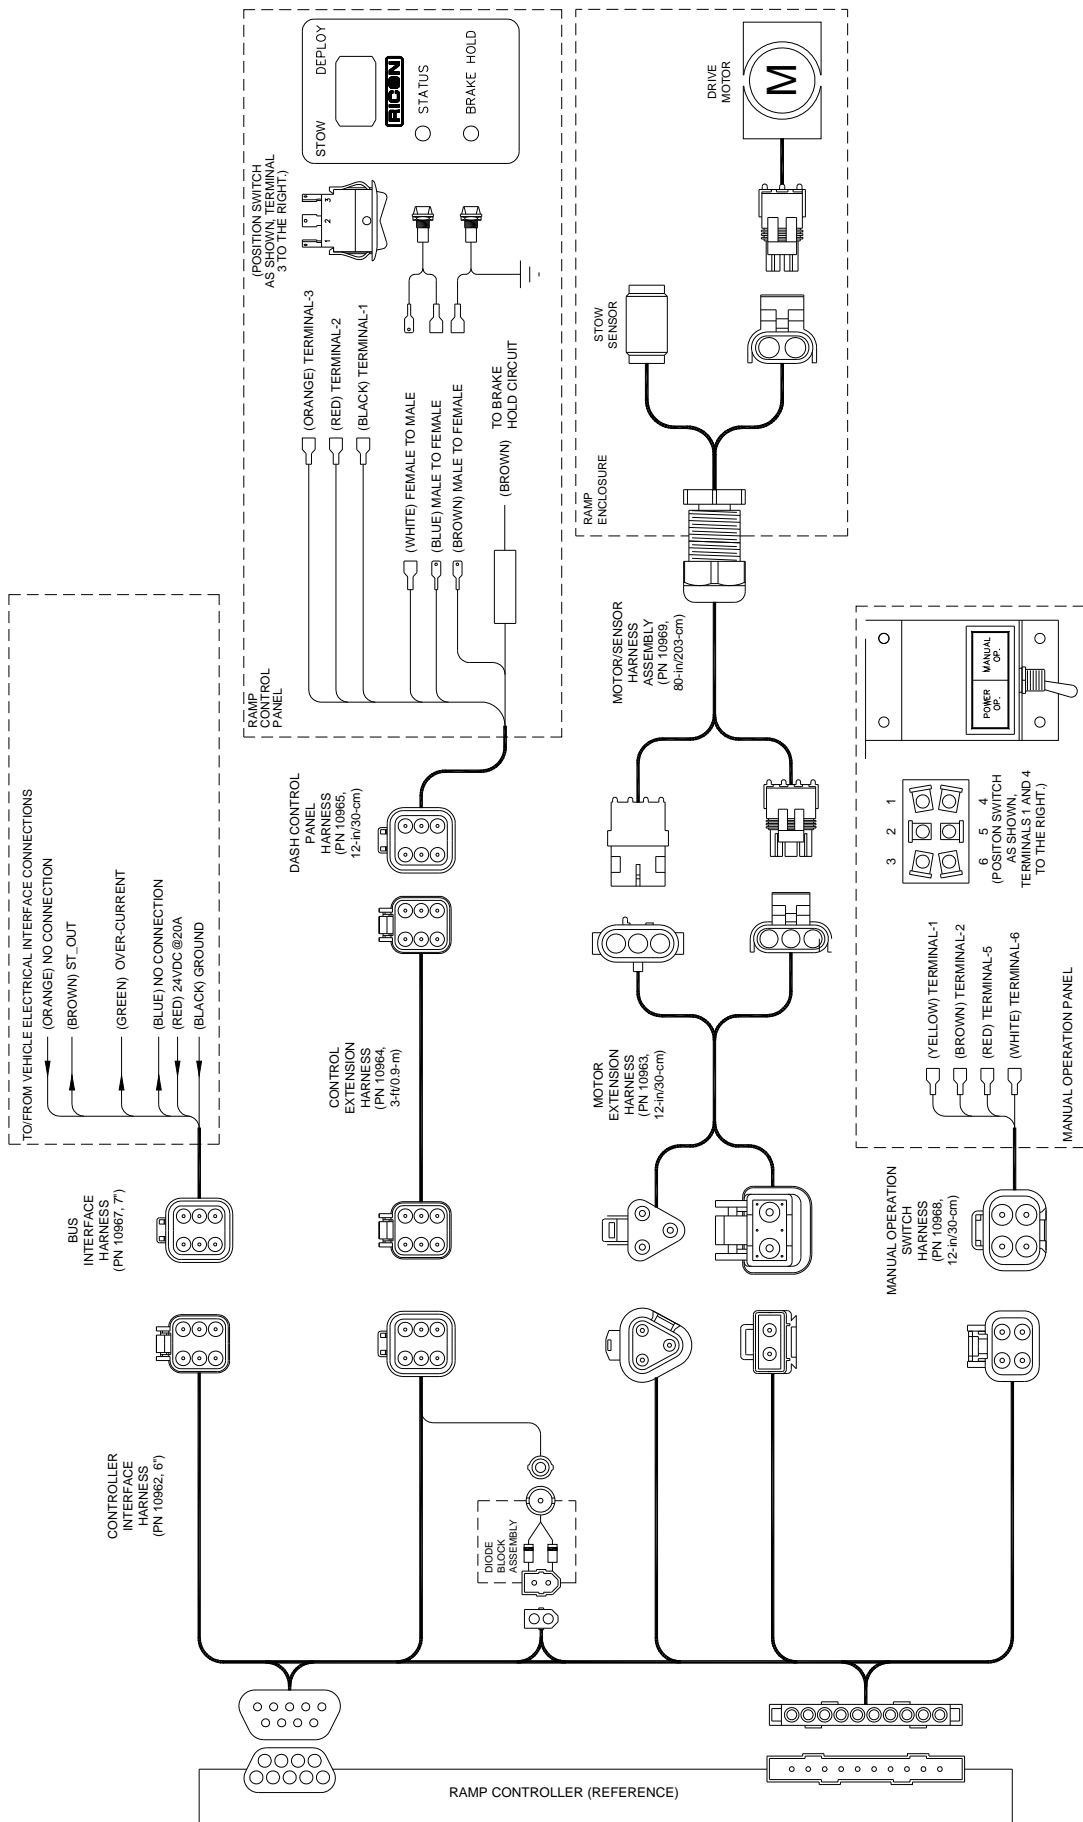 TO/FROM VEHICLE ELECTRICAL INTERFACE CONNECTIONS
(ORANGE) NO CONNECTION
(BROWN) ST_OUT
(GREEN) OVER-CURRENT
(BLUE) NO CONNECTION
(RED) 24VDC @20A
(BLACK) GROUND
BUS
INTERFACE
HARNESS
(PN 10967, 7")
CONTROLLER
INTERFACE
HARNESS
(PN 10962, 6")
RAMP
CONTROL
PANEL
STOW
DEPLOY
RICON
STATUS
BRAKE HOLD
(POSITION SWITCH
AS SHOWN, TERMINAL
3 TO THE RIGHT.)
1
2
3
(ORANGE) TERMINAL-3
(RED) TERMINAL-2
(BLACK) TERMINAL-1
(WHITE) FEMALE TO MALE
(BLUE) MALE TO FEMALE
(BROWN) MALE TO FEMALE
(BROWN)
TO BRAKE
HOLD CIRCUIT
DASH CONTROL
PANEL
HARNESS
(PN 10965,
12-in/30-cm)
CONTROL
EXTENSION
HARNESS
(PN 10964,
3-ft/0.9-m)
DIODE
BLOCK
ASSEMBLY
RAMP
ENCLOSURE
STOW
SENSOR
DRIVE
MOTOR
M
MOTOR/SENSOR
HARNESS
ASSEMBLY
(PN 10969,
80-in/203-cm)
MOTOR
EXTENSION
HARNESS
(PN 10963,
12-in/30-cm)
MANUAL OPERATION PANEL
POWER
OP.
MANUAL
OP.
3 2 1
6 5 4
(POSITON SWITCH
AS SHOWN,
TERMINALS 1 AND 4
TO THE RIGHT.)
(YELLOW) TERMINAL-1
(BROWN) TERMINAL-2
(RED) TERMINAL-5
(WHITE) TERMINAL-6
MANUAL OPERATION
SWITCH
HARNESS
(PN 10968,
12-in/30-cm)
RAMP CONTROLLER (REFERENCE)